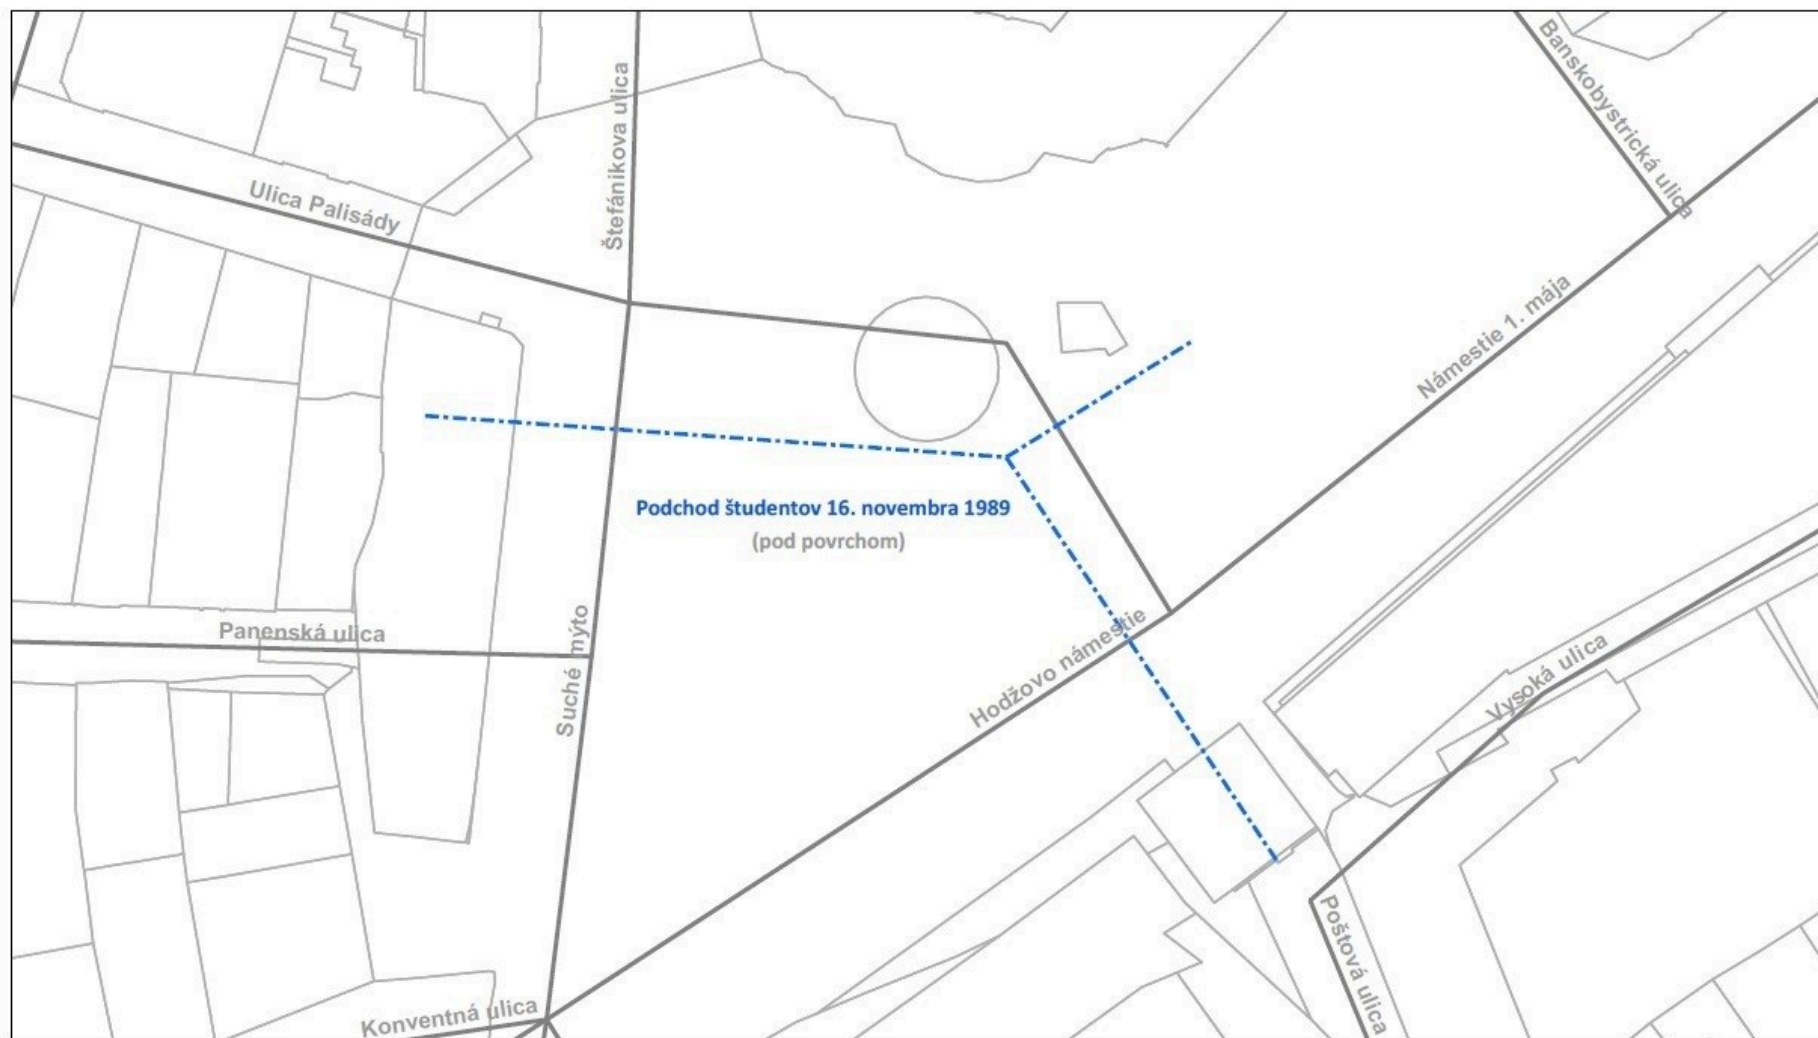 Banskobystrická ulica
Štefánikova ulica
Ulica Palisády
Námestie 1. mája
Podchod študentov 16. novembra 1989
(pod povrchom)
Panenská ulica
Suché mýto
Hodžovo námestie
Vysoká ulica
Poštová ulica
Konventná ulica